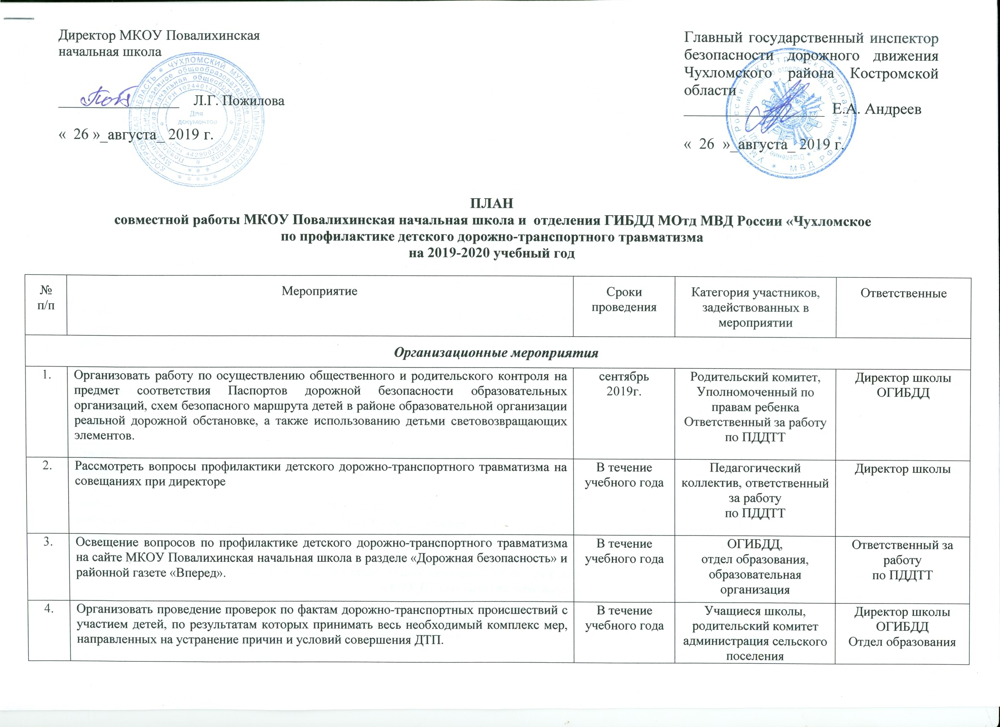 Директор МКОУ Повалихинская
начальная школа
Л.Г. Пожилова
« 26 »_августа_ 2019 г.
Главный государственный инспектор
безопасности дорожного движения
Чухломского района Костромской
области
Е.А. Андреев
« 26 »_августа_ 2019 г.
Для
документов
ПЛАН
совместной работы МКОУ Повалихинская начальная школа и отделения ГИБДД МОтд МВД России «Чухломское
по профилактике детского дорожно-транспортного травматизма
на 2019-2020 учебный год
№
п/п
Мероприятие
Сроки
проведения
Категория участников,
задействованных в
мероприятии
Ответственные
Организационные мероприятия
1.
Организовать работу по осуществлению общественного и родительского контроля на
предмет соответствия Паспортов дорожной безопасности образовательных
организаций, схем безопасного маршрута детей в районе образовательной организации
реальной дорожной обстановке, а также использованию детьми световозвращающих
элементов.
сентябрь
2019г.
Родительский комитет,
Уполномоченный по
правам ребенка
Ответственный за работу
по ПДДТТ
Директор школы
ОГИБДД
2.
Рассмотреть вопросы профилактики детского дорожно-транспортного травматизма на
совещаниях при директоре
В течение
учебного года
Педагогический
коллектив, ответственный
за работу
по ПДДТТ
Директор школы
3.
Освещение вопросов по профилактике детского дорожно-транспортного травматизма
на сайте МКОУ Повалихинская начальная школа в разделе «Дорожная безопасность» и
районной газете «Вперед».
В течение
учебного года
ОГИБДД,
отдел образования,
образовательная
организация
Ответственный за
работу
по ПДДТТ
4.
Организовать проведение проверок по фактам дорожно-транспортных происшествий с
участием детей, по результатам которых принимать весь необходимый комплекс мер,
направленных на устранение причин и условий совершения ДТП.
В течение
учебного года
Учащиеся школы,
родительский комитет
администрация сельского
поселения
Директор школы
ОГИБДД
Отдел образования